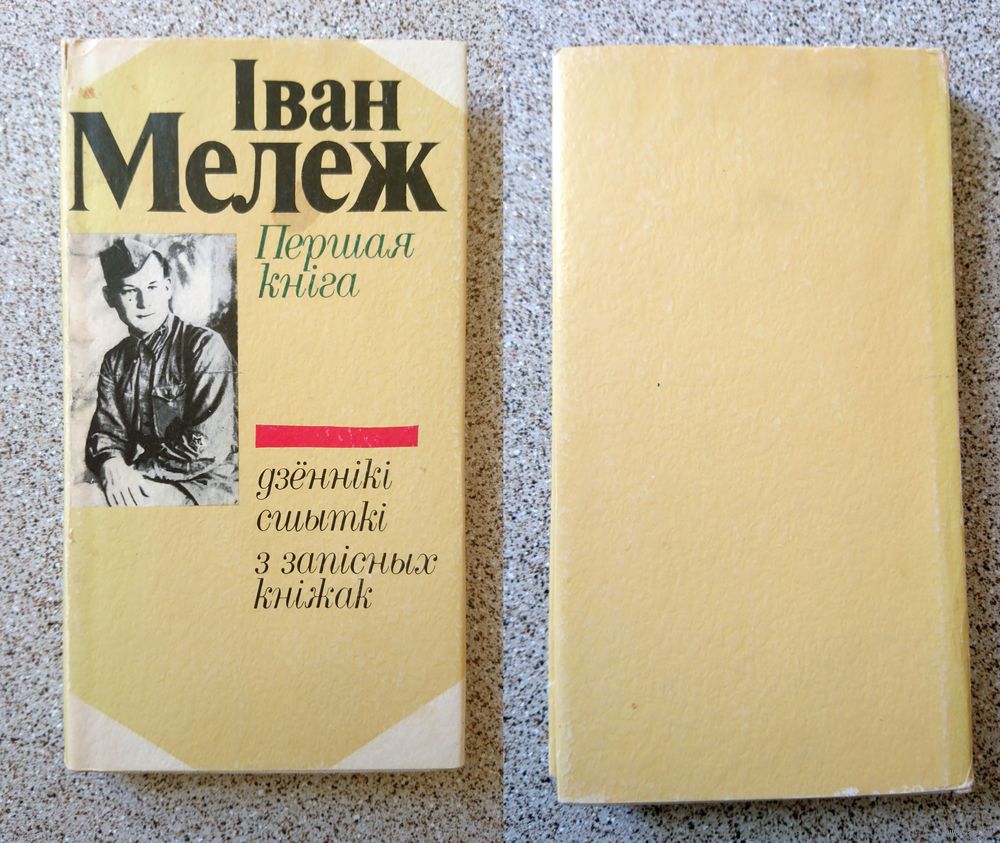 Іван
Мележ
Першая
кніга
дзённікі
сшыткі
з запісных
кніжак